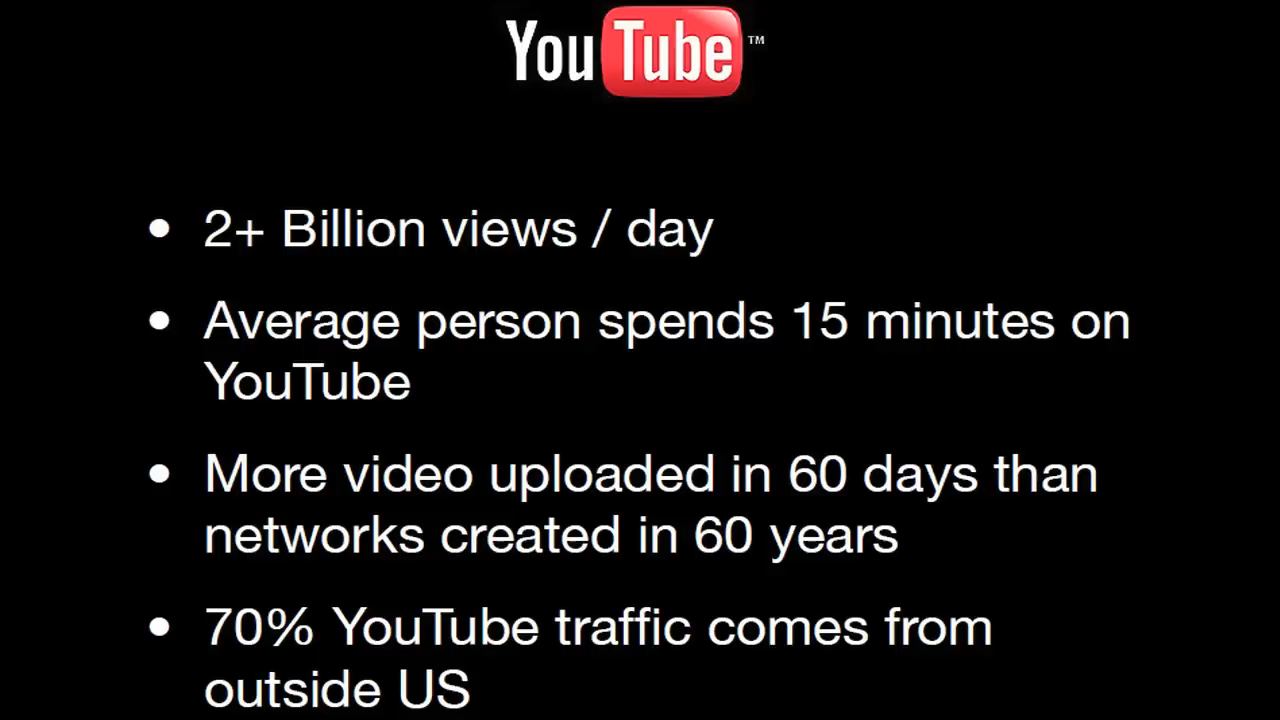 YouTube™
• 2+ Billion views / day
• Average person spends 15 minutes on
YouTube
• More video uploaded in 60 days than
networks created in 60 years
• 70% YouTube traffic comes from
outside US